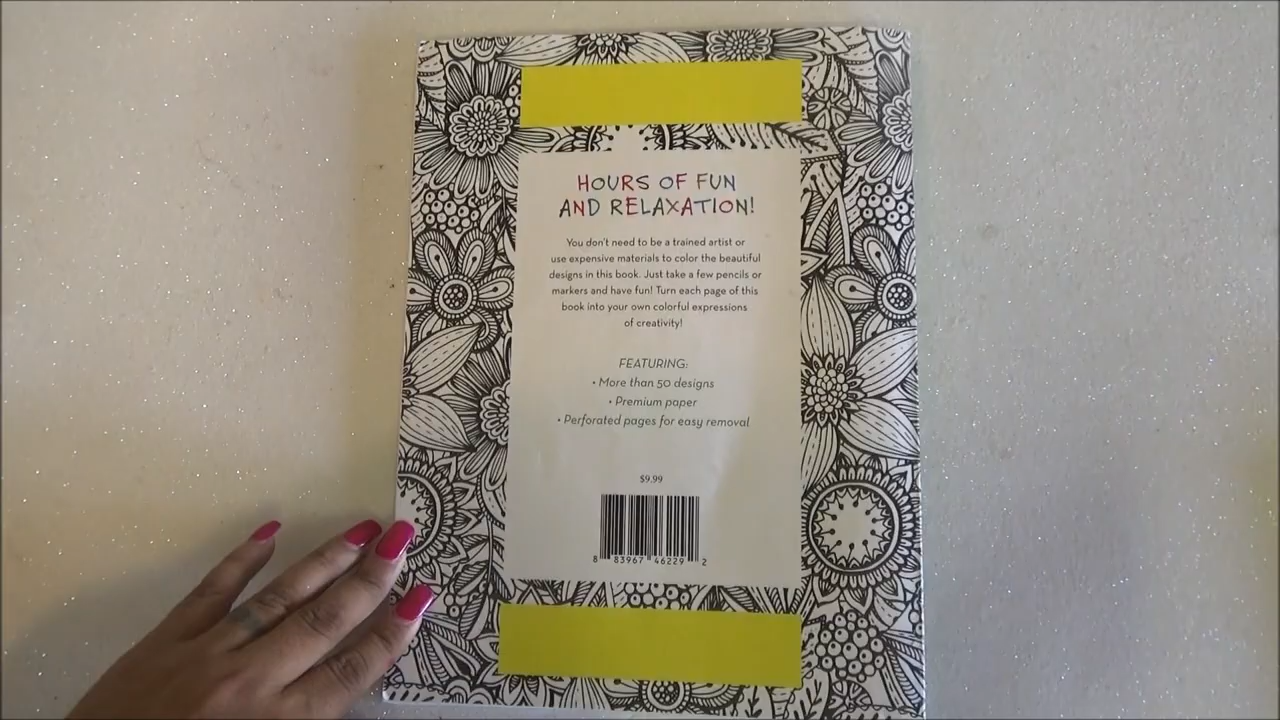 HOURS OF FUN
AND RELAXATION!
You don't need to be a trained artist or
use expensive materials to color the beautiful
designs in this book. Just take a few pencils or
markers and have fun! Turn each page of this
book into your own colorful expressions
of creativity!
FEATURING:
• More than 50 designs
• Premium paper
• Perforated pages for easy removal
$9.99
8 83967 46229 2